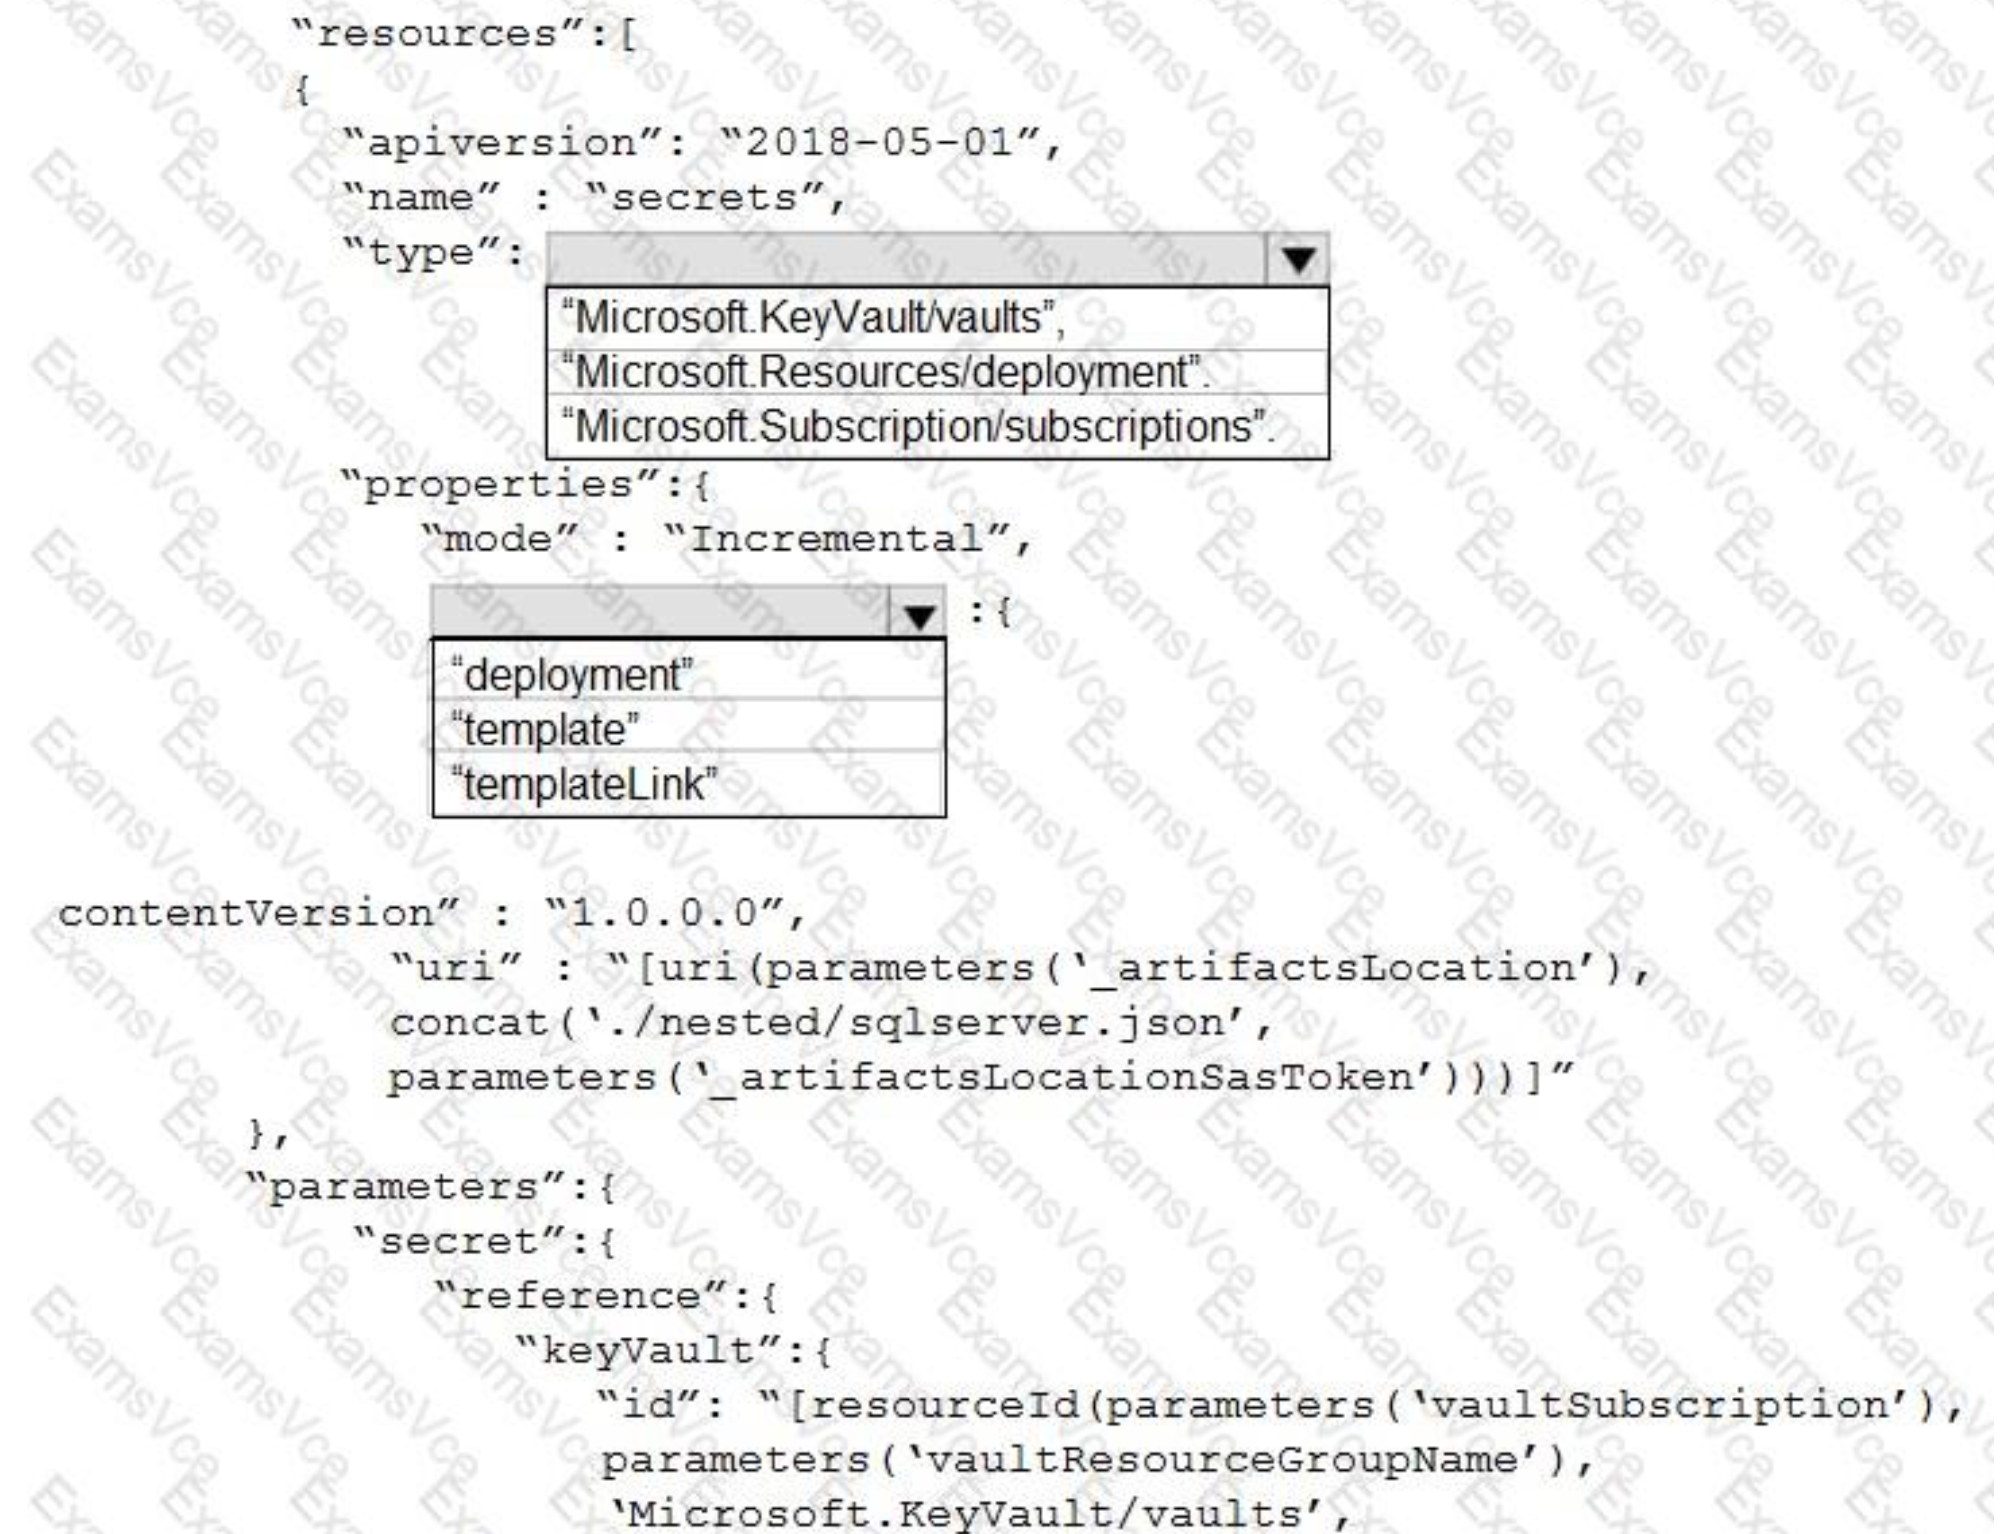 “resources”:[
{
“apiversion”: “2018-05-01”,
“name” : “secrets”,
“type”:
“Microsoft.KeyVault/vaults”,
“Microsoft.Resources/deployment”.
“Microsoft.Subscription/subscriptions”.
“properties”:{
“mode” : “Incremental”,
:{
“deployment”
“template”
“templateLink”
contentVersion” : “1.0.0.0”,
“uri” : “[uri(parameters(‘_artifactsLocation’),
concat(‘./nested/sqlserver.json’,
parameters(‘_artifactsLocationSasToken’)))]”
},
“parameters”:{
“secret”:{
“reference”:{
“keyVault”:{
“id”: “[resourceId(parameters(‘vaultSubscription’),
parameters(‘vaultResourceGroupName’),
‘Microsoft.KeyVault/vaults’,
ExamsVce